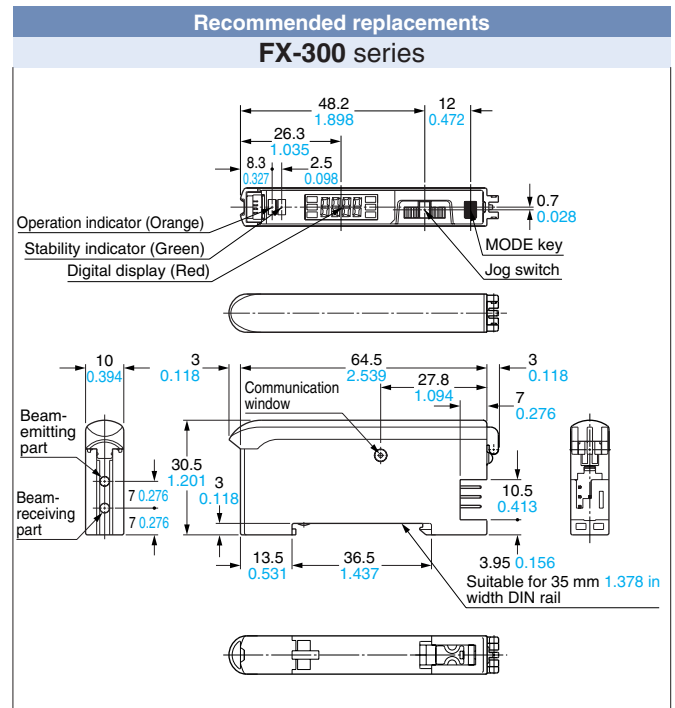 Recommended replacements
FX-300 series
48.2
1.898
12
0.472
26.3
1.035
8.3
0.327
2.5
0.098
0.7
0.028
Operation indicator (Orange)
Stability indicator (Green)
Digital display (Red)
MODE key
Jog switch
10
0.394
3
0.118
64.5
2.539
3
0.118
27.8
1.094
7
0.276
Communication
window
Beam-
emitting
part
Beam-
receiving
part
7 0.276
7 0.276
30.5
1.201
3
0.118
10.5
0.413
13.5
0.531
36.5
1.437
3.95 0.156
Suitable for 35 mm 1.378 in
width DIN rail